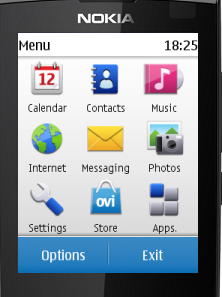 NOKIA
Menu 18:25
12
Calendar Contacts Music
Internet Messaging Photos
ovi
Settings Store Apps.
Options Exit